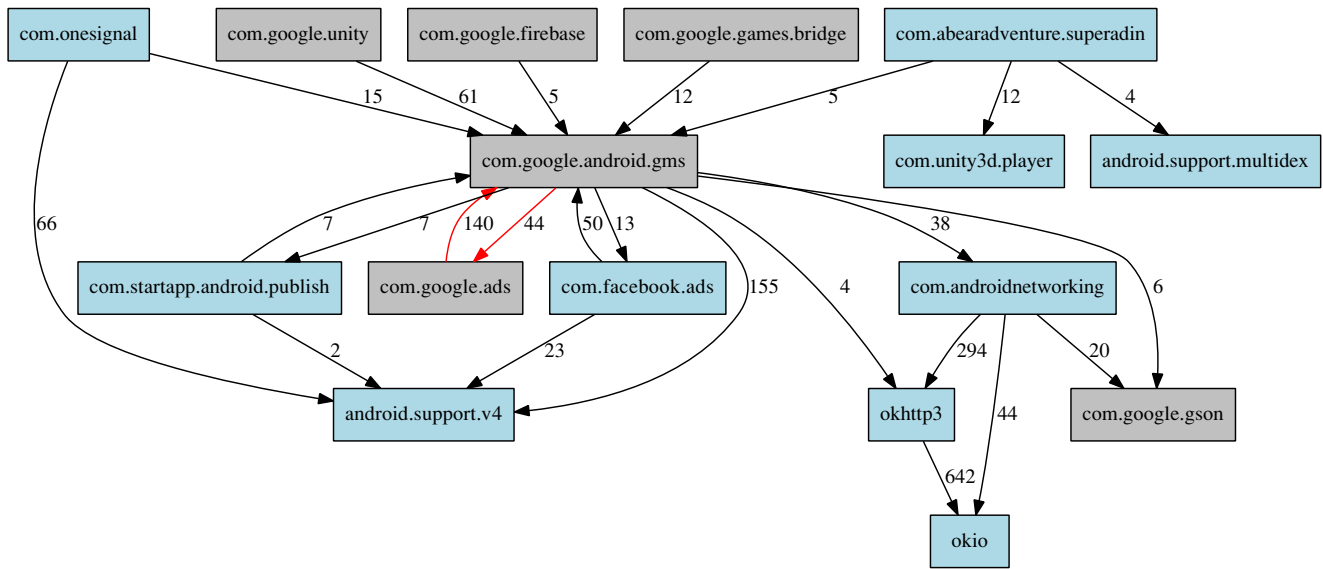 com.onesignal
com.google.unity
com.google.firebase
com.google.games.bridge
com.abearadventure.superadin
15
61
5
12
5
12
4
com.google.android.gms
com.unity3d.player
android.support.multidex
66
7
7
140
44
50
13
38
com.startapp.android.publish
com.google.ads
com.facebook.ads
155
4
com.androidnetworking
6
2
23
294
20
android.support.v4
okhttp3
44
com.google.gson
642
okio